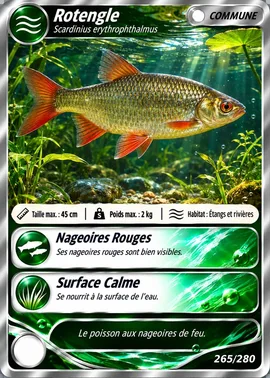 Rotengle
COMMUNE
Scardinius erythrophthalmus
Taille max. : 45 cm
Poids max. : 2 kg
Habitat : Étangs et rivières
Nageoires Rouges
Ses nageoires rouges sont bien visibles.
Surface Calme
Se nourrit à la surface de l'eau.
Le poisson aux nageoires de feu.
265/280